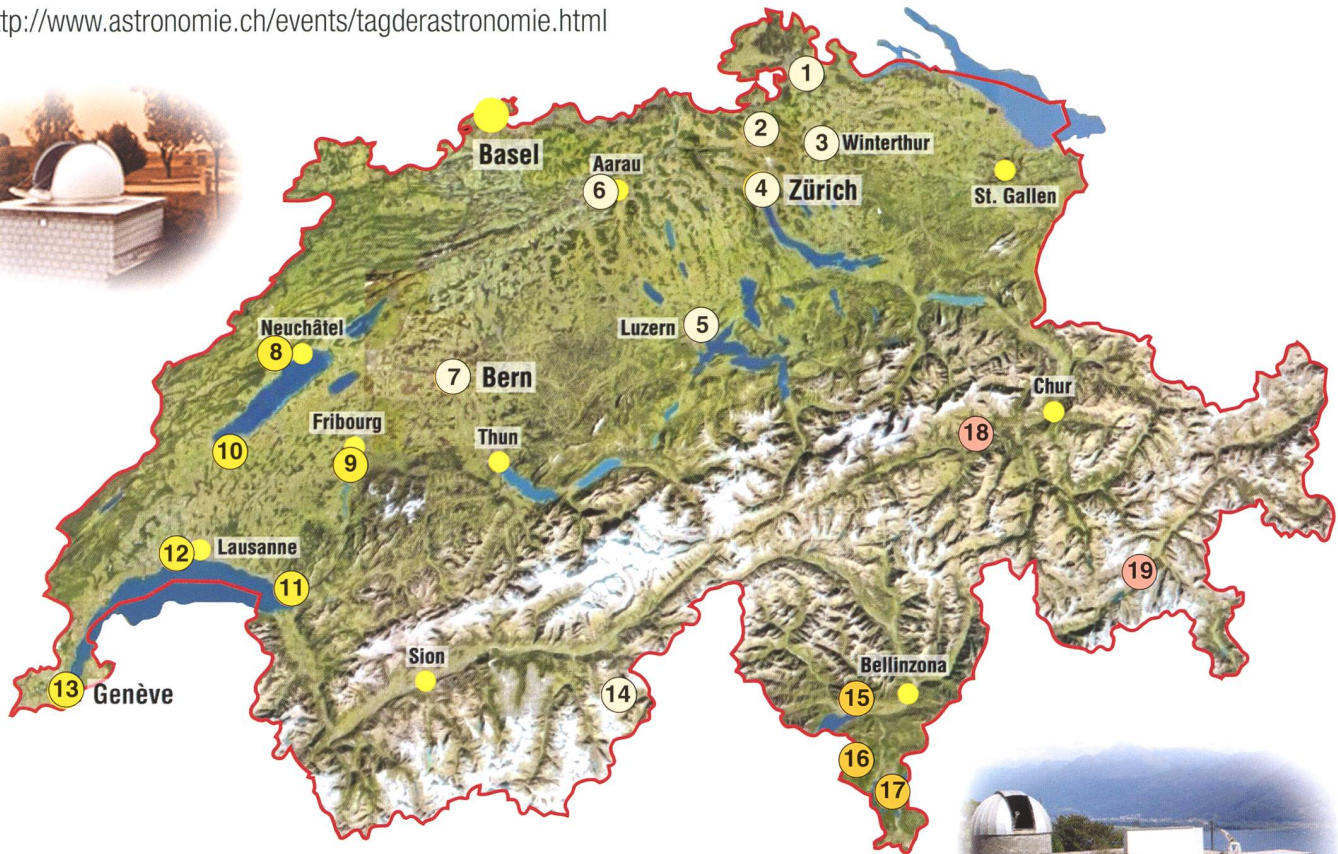 tp://www.astronomie.ch/events/tagderastronomie.html
1
2
3 Winterthur
Basel
Aarau
6
4 Zürich
St. Gallen
Neuchâtel
8
Luzern 5
7 Bern
Chur
Fribourg
18
10
9
Thun
12 Lausanne
11
19
Sion
Bellinzona
13 Genève
14
15
16
17